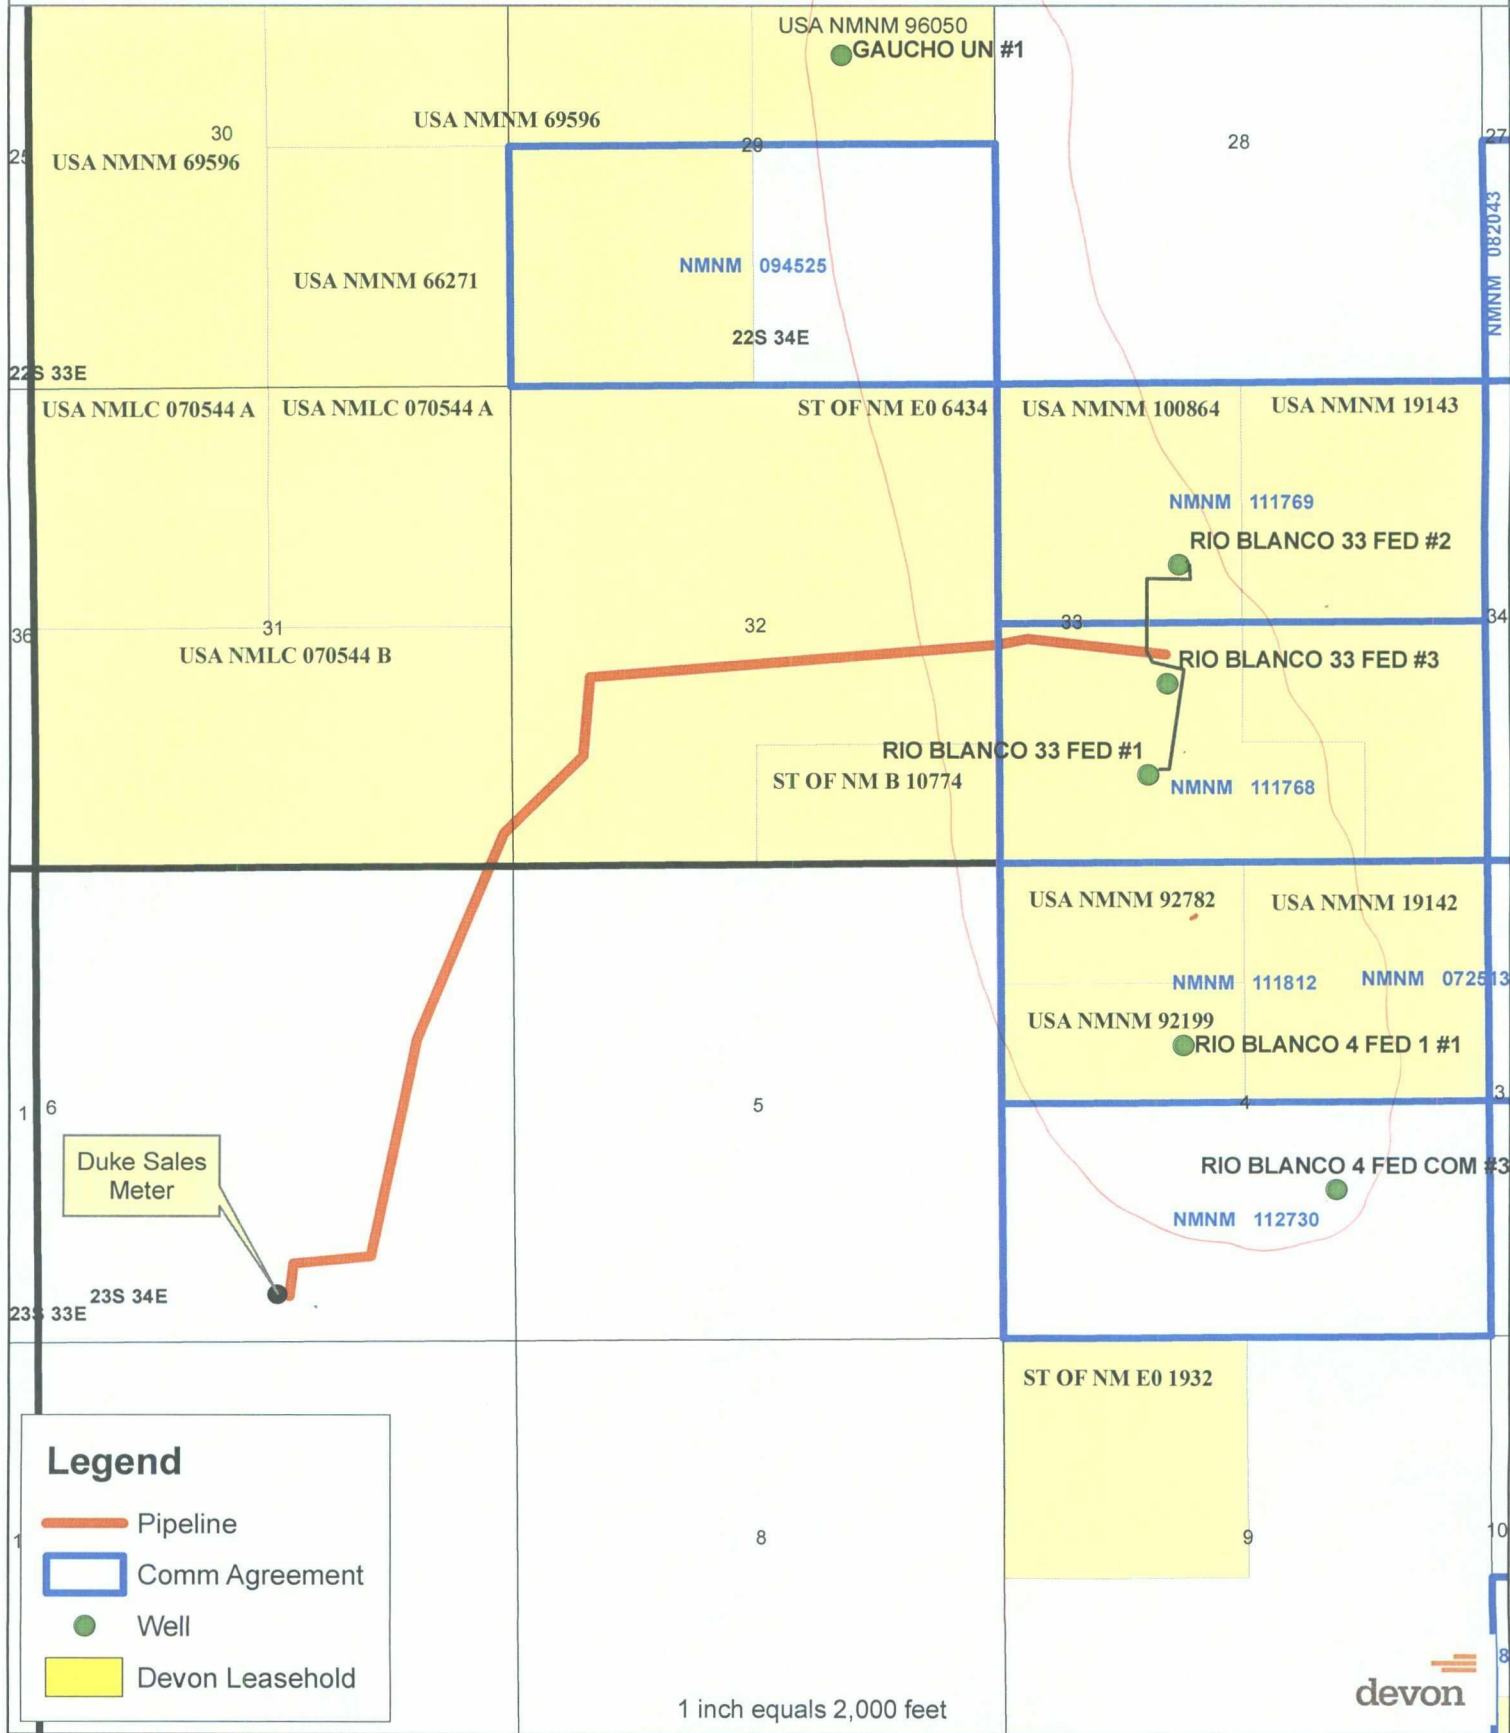 USA NMNM 96050
GAUCHO UN #1
USA NMNM 69596
30
29
28
27
25
USA NMNM 69596
NMNM 082043
NMNM 094525
USA NMNM 66271
22S 34E
22S 33E
USA NMLC 070544 A
USA NMLC 070544 A
ST OF NM E0 6434
USA NMNM 100864
USA NMNM 19143
NMNM 111769
RIO BLANCO 33 FED #2
36
31
32
33
34
USA NMLC 070544 B
RIO BLANCO 33 FED #3
RIO BLANCO 33 FED #1
ST OF NM B 10774
NMNM 111768
USA NMNM 92782
USA NMNM 19142
NMNM 111812
NMNM 072513
USA NMNM 92199
RIO BLANCO 4 FED 1 #1
1
6
5
4
3
Duke Sales
Meter
RIO BLANCO 4 FED COM #3
NMNM 112730
23S 34E
23S 33E
ST OF NM E0 1932
Legend
Pipeline
Comm Agreement
Well
Devon Leasehold
8
9
10
1 inch equals 2,000 feet
devon